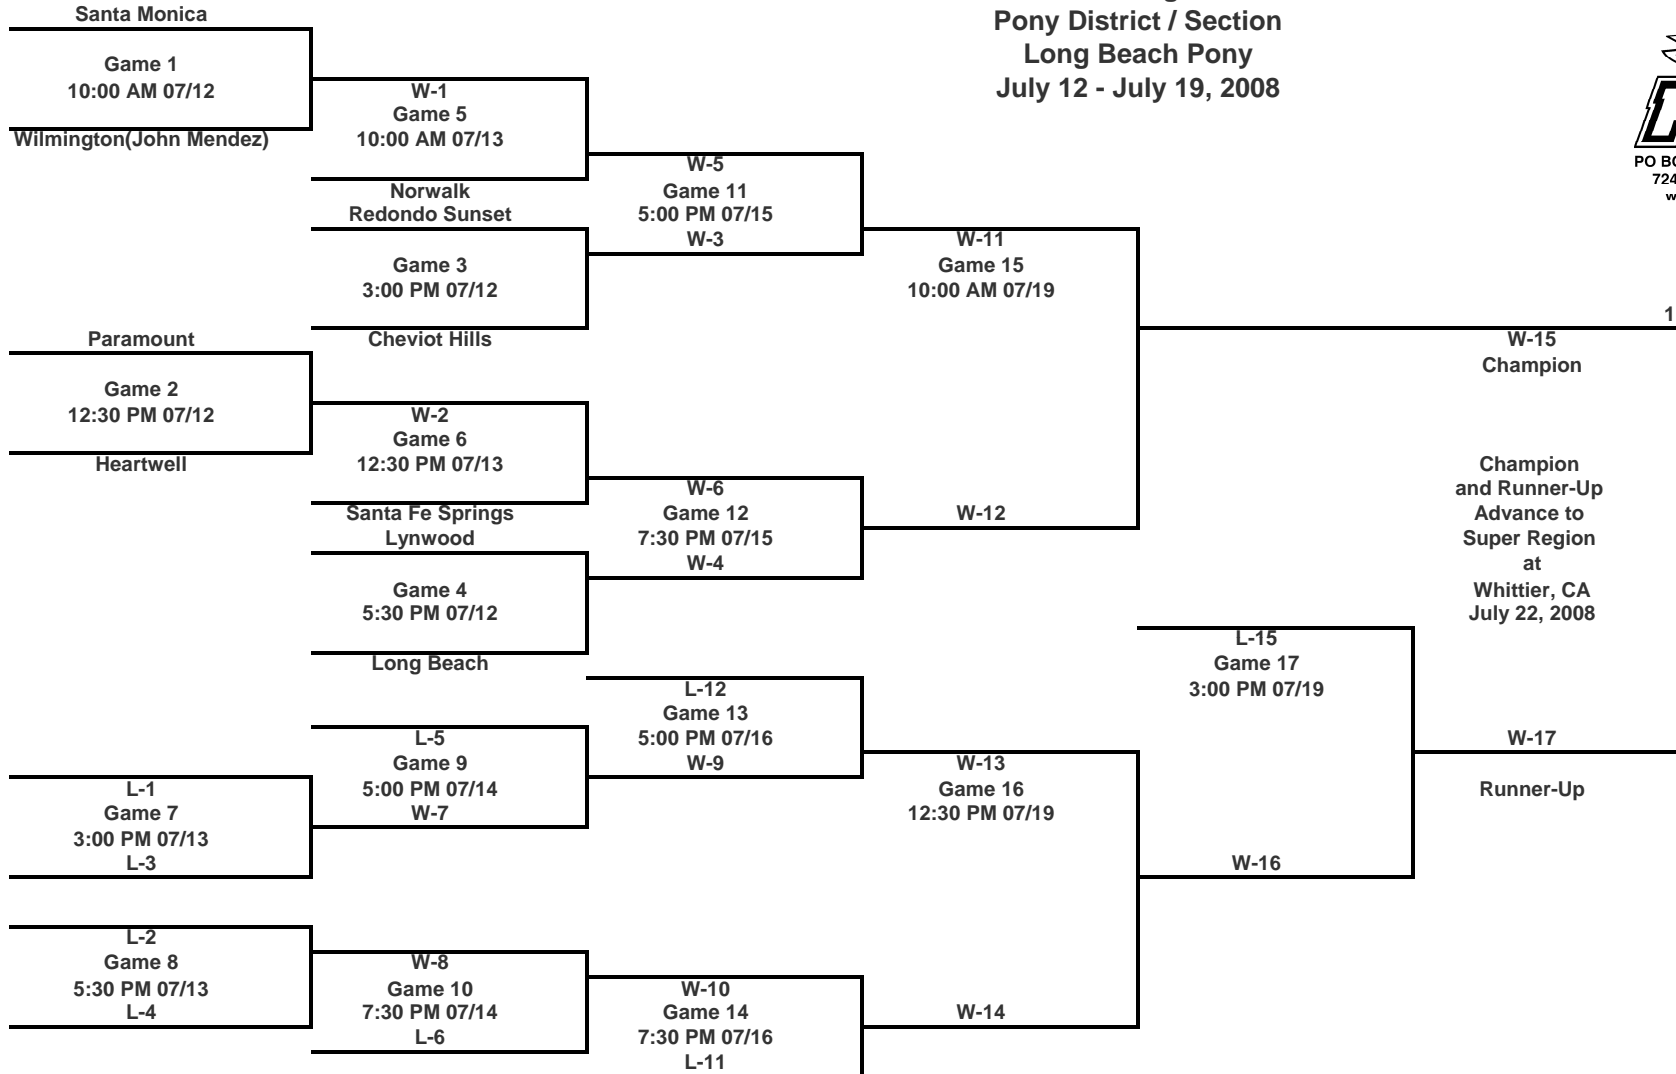 Pony District / Section
Long Beach Pony
July 12 - July 19, 2008
PO
724
Santa Monica
Game 1
10:00 AM 07/12
Wilmington(John Mendez)
W-1
Game 5
10:00 AM 07/13
Norwalk
Redondo Sunset
Game 3
3:00 PM 07/12
Cheviot Hills
W-5
Game 11
5:00 PM 07/15
W-3
W-11
Game 15
10:00 AM 07/19
1
W-15
Champion
Paramount
Game 2
12:30 PM 07/12
Heartwell
W-2
Game 6
12:30 PM 07/13
Santa Fe Springs
Lynwood
Game 4
5:30 PM 07/12
Long Beach
W-6
Game 12
7:30 PM 07/15
W-4
W-12
Champion
and Runner-Up
Advance to
Super Region
at
Whittier, CA
July 22, 2008
L-15
Game 17
3:00 PM 07/19
W-17
Runner-Up
L-12
Game 13
5:00 PM 07/16
W-9
L-5
Game 9
5:00 PM 07/14
W-7
L-1
Game 7
3:00 PM 07/13
L-3
W-13
Game 16
12:30 PM 07/19
W-16
L-2
Game 8
5:30 PM 07/13
L-4
W-8
Game 10
7:30 PM 07/14
L-6
W-10
Game 14
7:30 PM 07/16
L-11
W-14